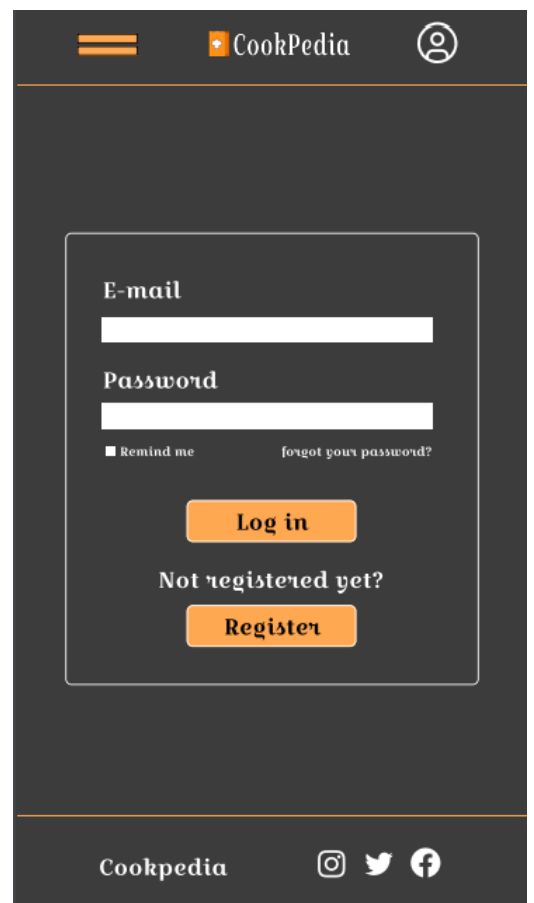 CookPedia
E-mail
Password
Remind me forgot your password?
Log in
Not registered yet?
Register
Cookpedia